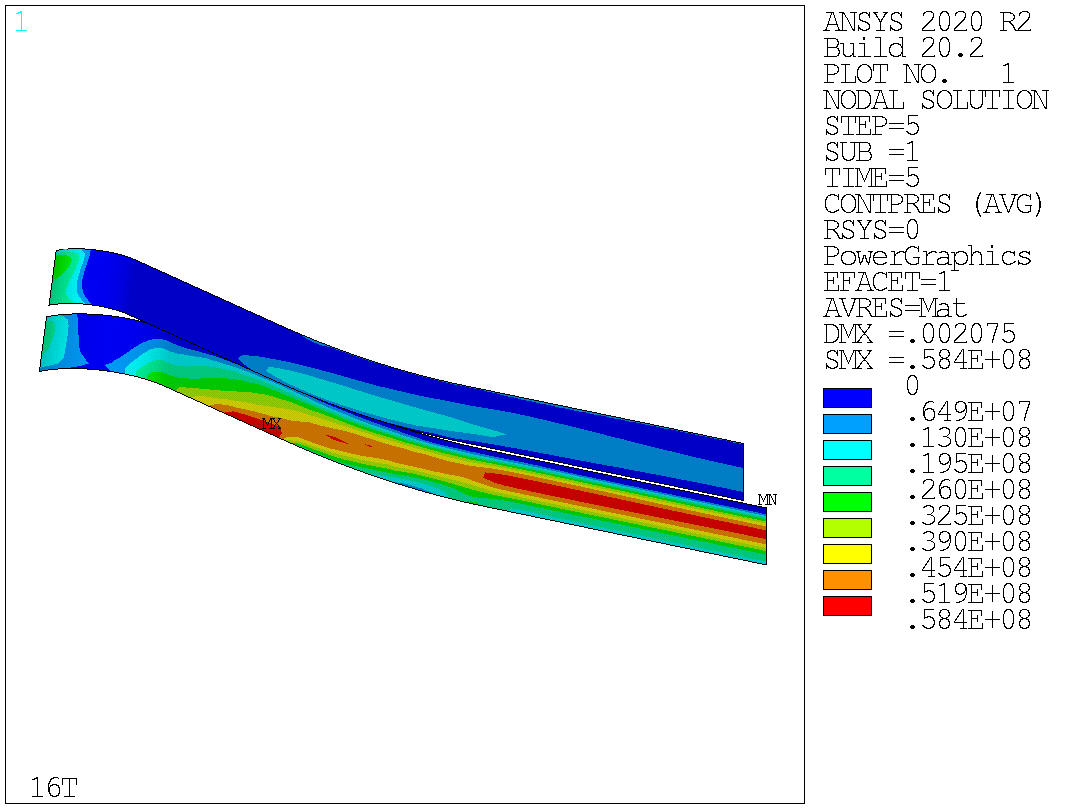 1
ANSYS 2020 R2
Build 20.2
PLOT NO. 1
NODAL SOLUTION
STEP=5
SUB =1
TIME=5
CONTPRES (AVG)
RSYS=0
PowerGraphics
EFACET=1
AVRES=Mat
DMX =.002075
SMX =.584E+08
0
.649E+07
.130E+08
.195E+08
.260E+08
.325E+08
.390E+08
.454E+08
.519E+08
.584E+08
MX
MN
16T